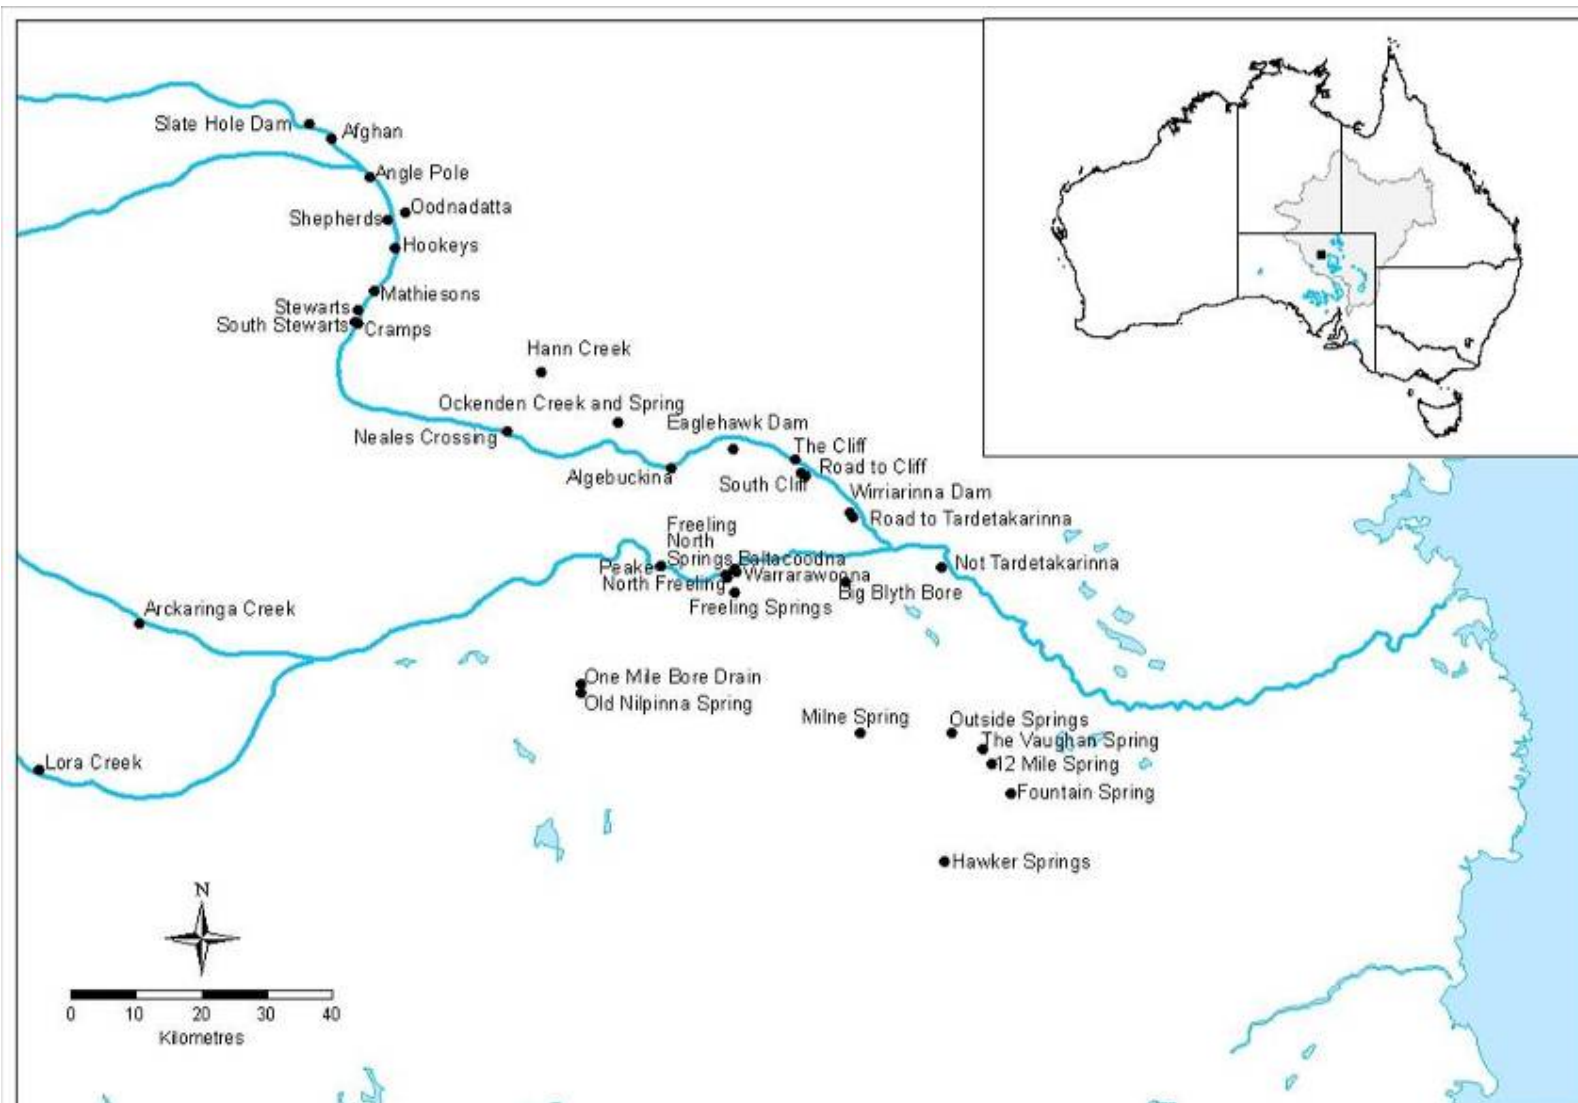 Slate Hole Dam
Afghan
Angle Pole
Oodnadatta
Shepherds
Hookeys
Mathiesons
Stewarts
South Stewarts
Cramps
Hann Creek
Ockenden Creek and Spring
Eaglehawk Dam
Neales Crossing
The Cliff
Road to Cliff
Algebuckina
South Cliff
Wirriarinna Dam
Road to Tardetakarinna
Freeling
North
Springs
Baltacoodna
Peake
Warrarawoona
Not Tardetakarinna
North Freeling
Big Blyth Bore
Freeling Springs
Arckaringa Creek
One Mile Bore Drain
Old Nilpinna Spring
Milne Spring
Outside Springs
The Vaughan Spring
12 Mile Spring
Lora Creek
Fountain Spring
Hawker Springs
N
0 10 20 30 40
Kilometres